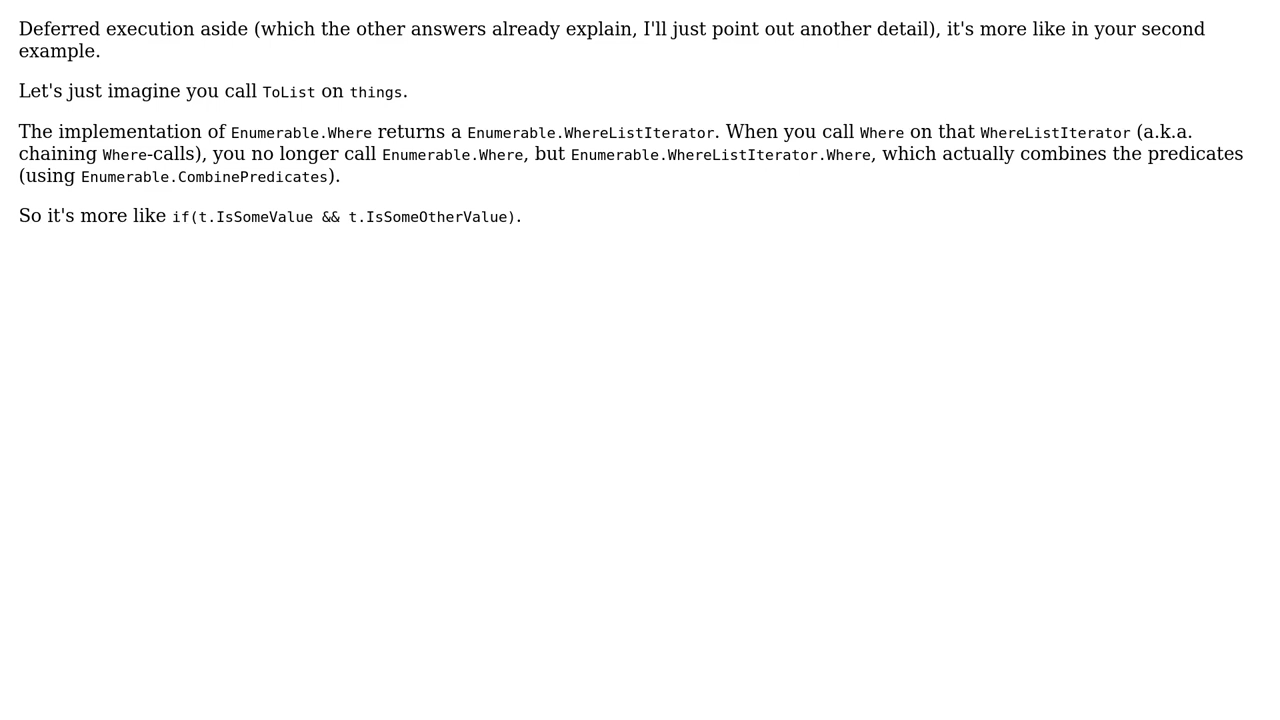 Deferred execution aside (which the other answers already explain, I'll just point out another detail), it's more like in your second
example.
Let's just imagine you call ToList on things.
The implementation of Enumerable.Where returns a Enumerable.WhereListIterator. When you call Where on that WhereListIterator (a.k.a.
chaining Where-calls), you no longer call Enumerable.Where, but Enumerable.WhereListIterator.Where, which actually combines the predicates
(using Enumerable.CombinePredicates).
So it's more like if(t.IsSomeValue && t.IsSomeOtherValue).